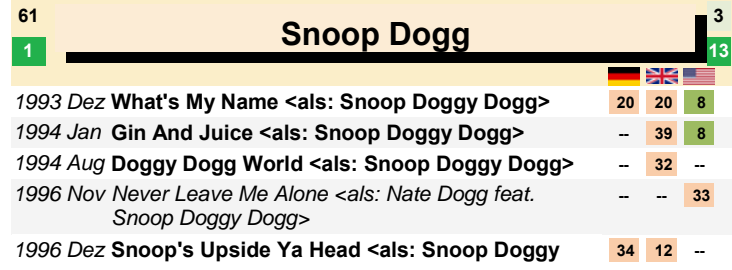 61 Snoop Dogg 3
1 13
1993 Dez What's My Name <als: Snoop Doggy Dogg> 20 20 8
1994 Jan Gin And Juice <als: Snoop Doggy Dogg> -- 39 8
1994 Aug Doggy Dogg World <als: Snoop Doggy Dogg> -- 32 --
1996 Nov Never Leave Me Alone <als: Nate Dogg feat. -- -- 33
Snoop Doggy Dogg>
1996 Dez Snoop's Upside Ya Head <als: Snoop Doggy 34 12 --